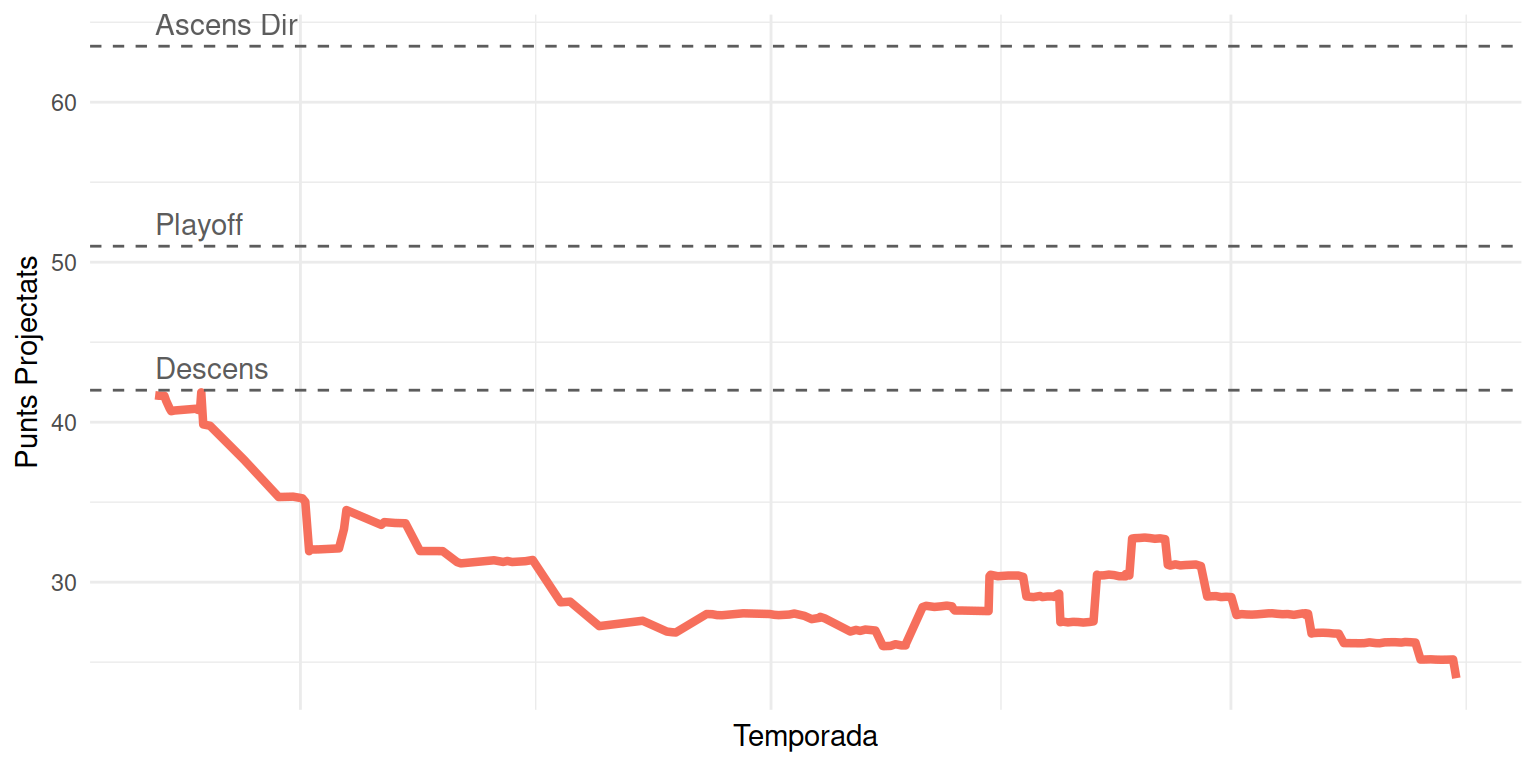 Ascens Dir
60
Playoff
50
Descens
40
30
Punts Projectats
Temporada